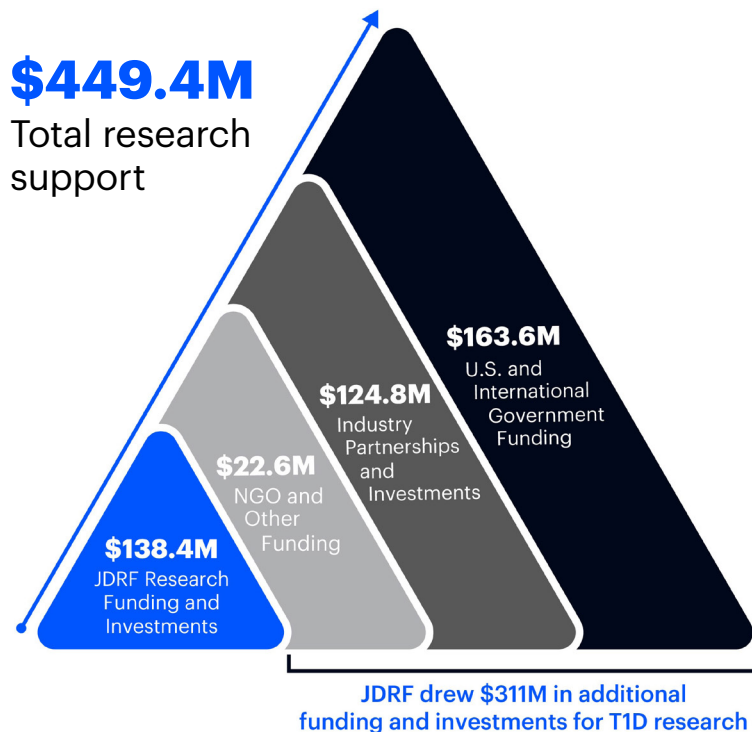 $449.4M
Total research
support
$163.6M
U.S. and
International
Government
Funding
$124.8M
Industry
Partnerships
and
Investments
$22.6M
NGO and
Other
Funding
$138.4M
JDRF Research
Funding and
Investments
JDRF drew $311M in additional
funding and investments for T1D research